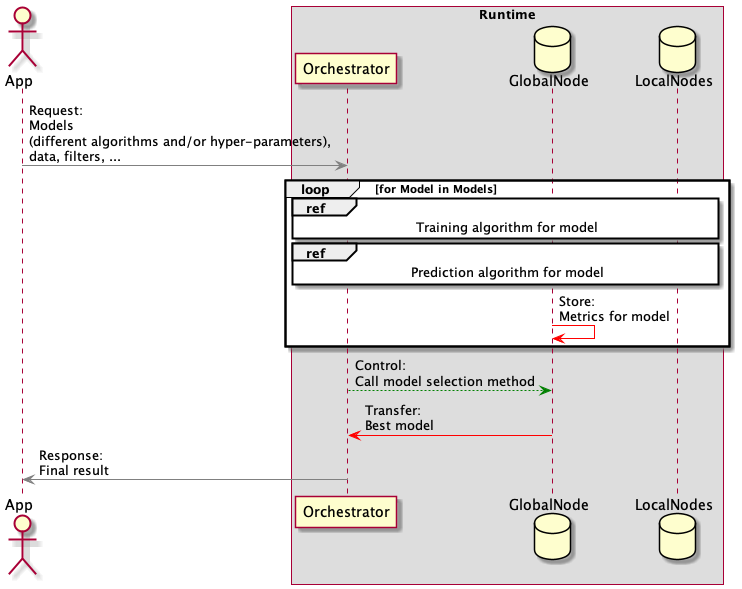 Runtime
App
Orchestrator
GlobalNode
LocalNodes
Request:
Models
(different algorithms and/or hyper-parameters),
data, filters, ...
loop
[for Model in Models]
ref
Training algorithm for model
ref
Prediction algorithm for model
Store:
Metrics for model
Control:
Call model selection method
Transfer:
Best model
Response:
Final result
App
Orchestrator
GlobalNode
LocalNodes